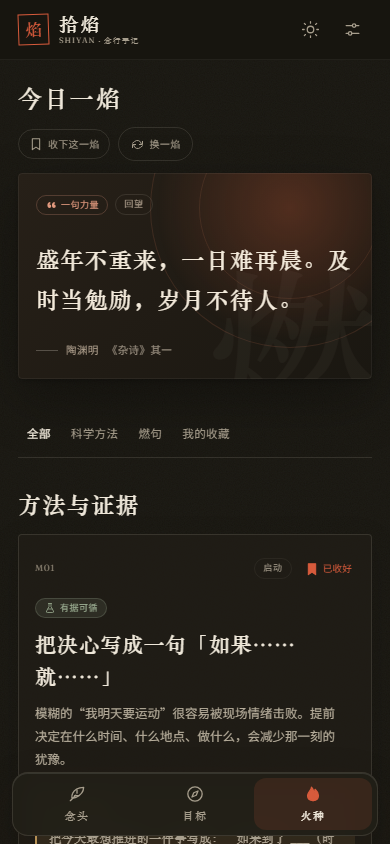 焰
拾焰
SHIYAN · 念行手记
今日一焰
收下这一焰
换一焰
一句力量
回望
盛年不重来，一日难再晨。及
时当勉励，岁月不待人。
燃
—— 陶渊明 《杂诗》其一
全部 科学方法 燃句 我的收藏
方法与证据
M01
启动
已收好
有据可循
把决心写成一句「如果……
就……」
模糊的“我明天要运动”很容易被现场情绪击败。提前
决定在什么时间、什么地点、做什么，会减少那一刻的
犹豫。
念头 目标 火种